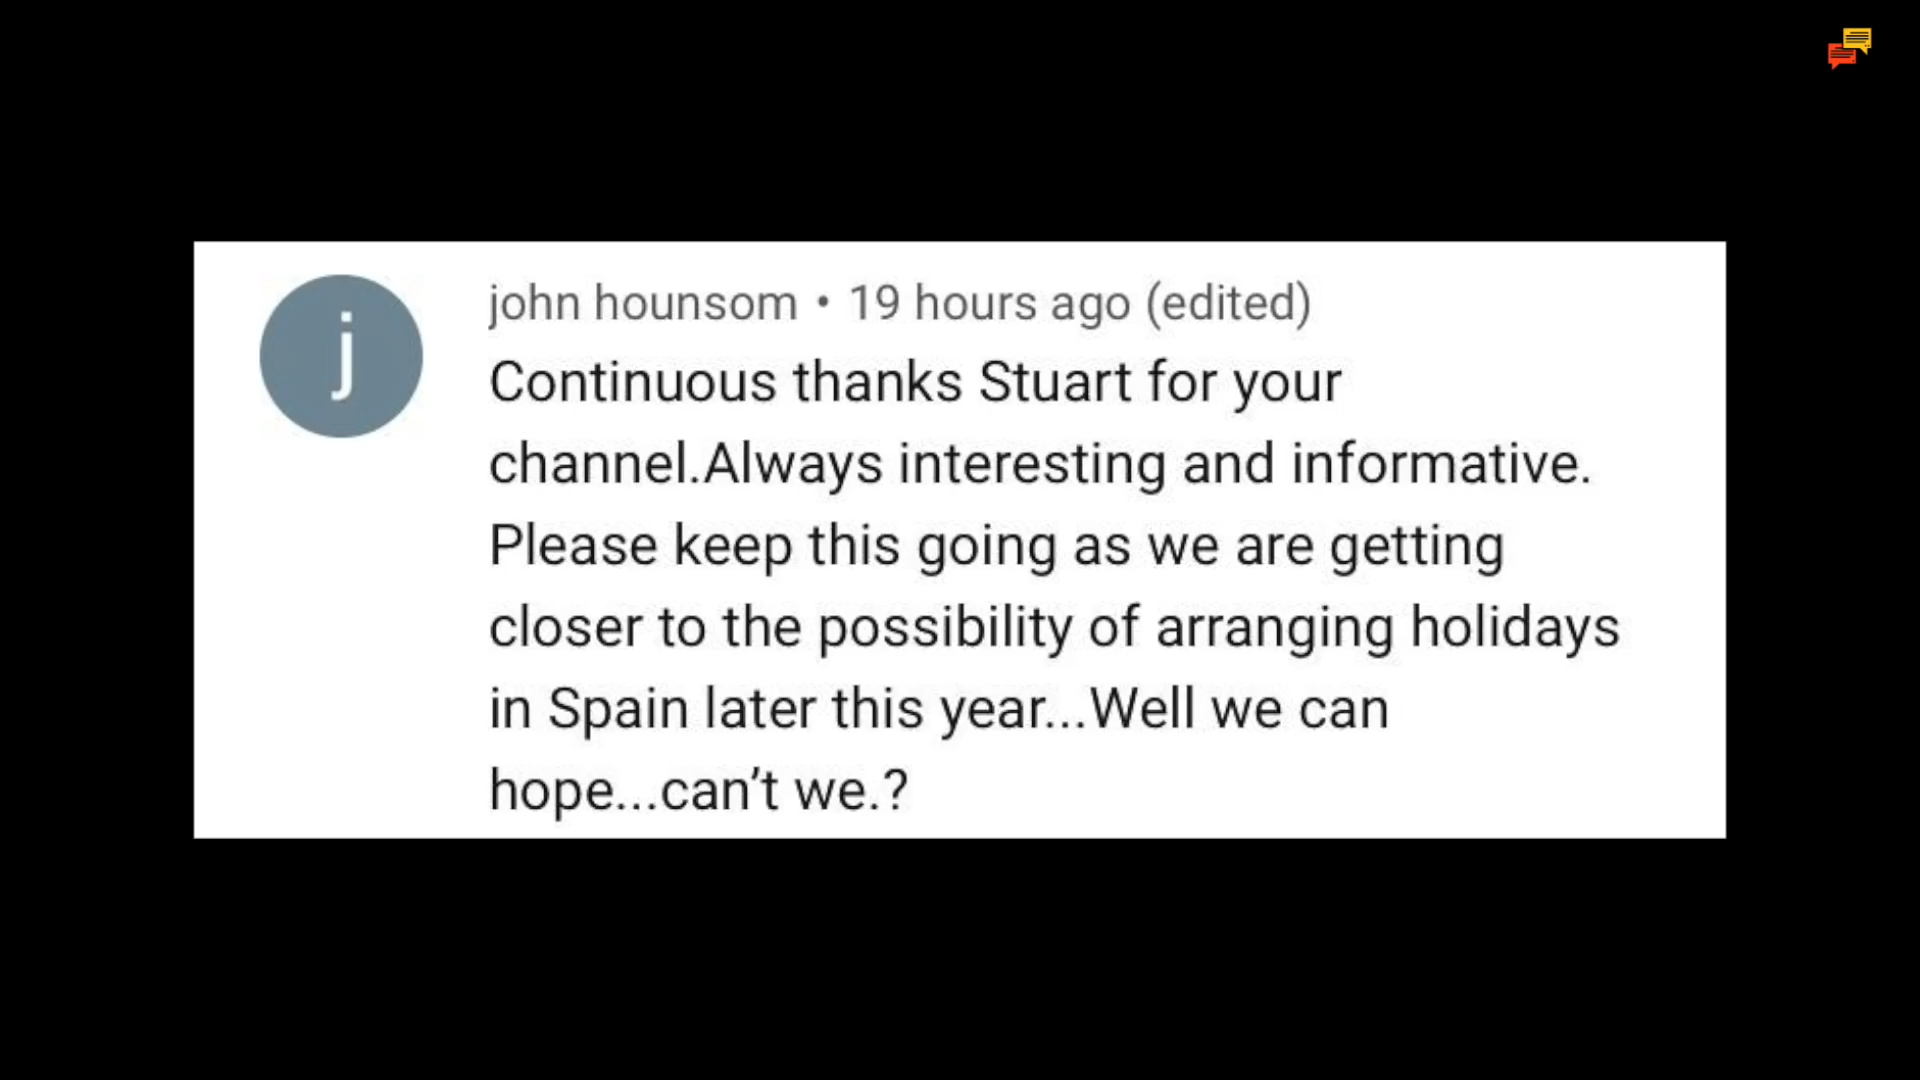 j
john hounsom • 19 hours ago (edited)
Continuous thanks Stuart for your
channel.Always interesting and informative.
Please keep this going as we are getting
closer to the possibility of arranging holidays
in Spain later this year...Well we can
hope...can’t we.?